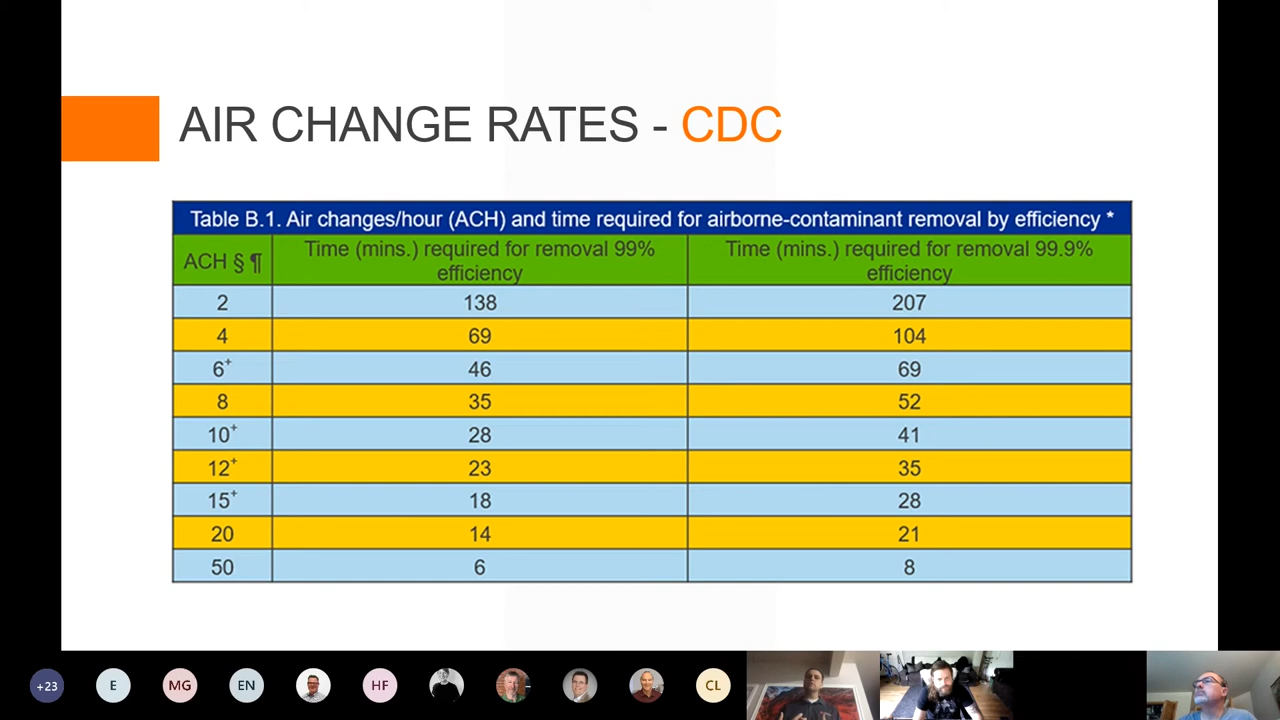 AIR CHANGE RATES - CDC
Table B.1. Air changes/hour (ACH) and time required for airborne-contaminant removal by efficiency *
ACH § ¶
Time (mins.) required for removal 99%
efficiency
Time (mins.) required for removal 99.9%
efficiency
2 138 207
4 69 104
6+ 46 69
8 35 52
10+ 28 41
12+ 23 35
15+ 18 28
20 14 21
50 6 8
+23 E MG EN HF CL